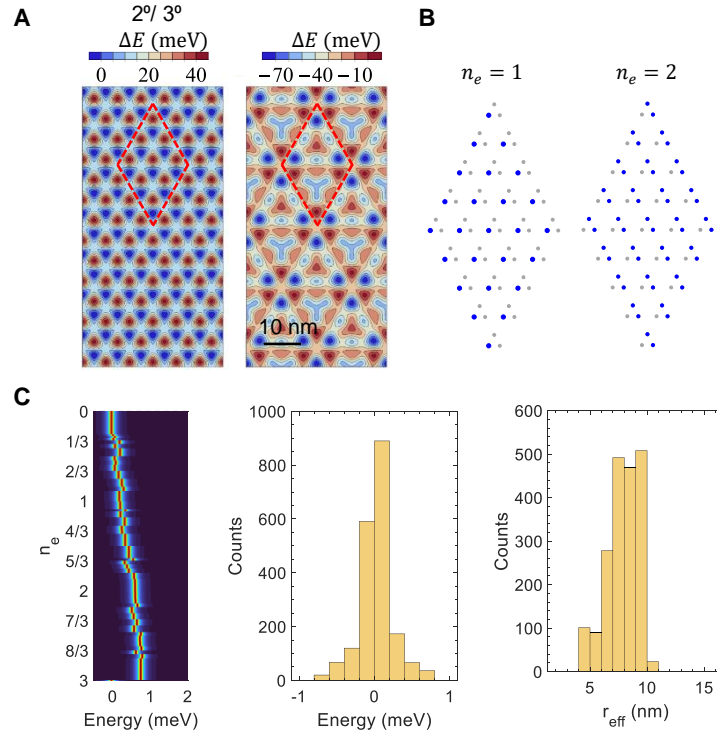 A
2º/ 3º
ΔE (meV)
0 20 40
ΔE (meV)
−70 −40 −10
10 nm
B
n_e = 1
n_e = 2
C
0
1/3
2/3
1
4/3
5/3
2
7/3
8/3
3
n_e
0 1 2
Energy (meV)
1000
800
600
400
200
0
Counts
-1 0 1
Energy (meV)
600
500
400
300
200
100
0
Counts
5 10 15
r_eff (nm)